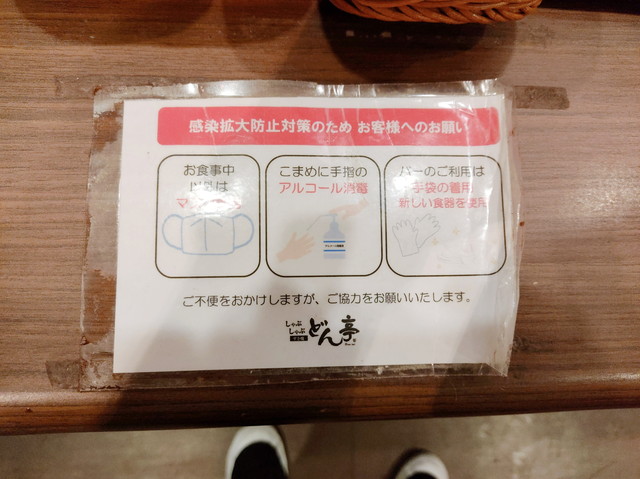 感染拡大防止対策のため お客様へのお願い
お食事中
以外は
マ
こまめに手指の
アルコール消毒
バーのご利用は
手袋の着用
新しい食器を使用
ご不便をおかけしますが、ご協力をお願いいたします。
しゃぶ
しゃぶ
どん亭